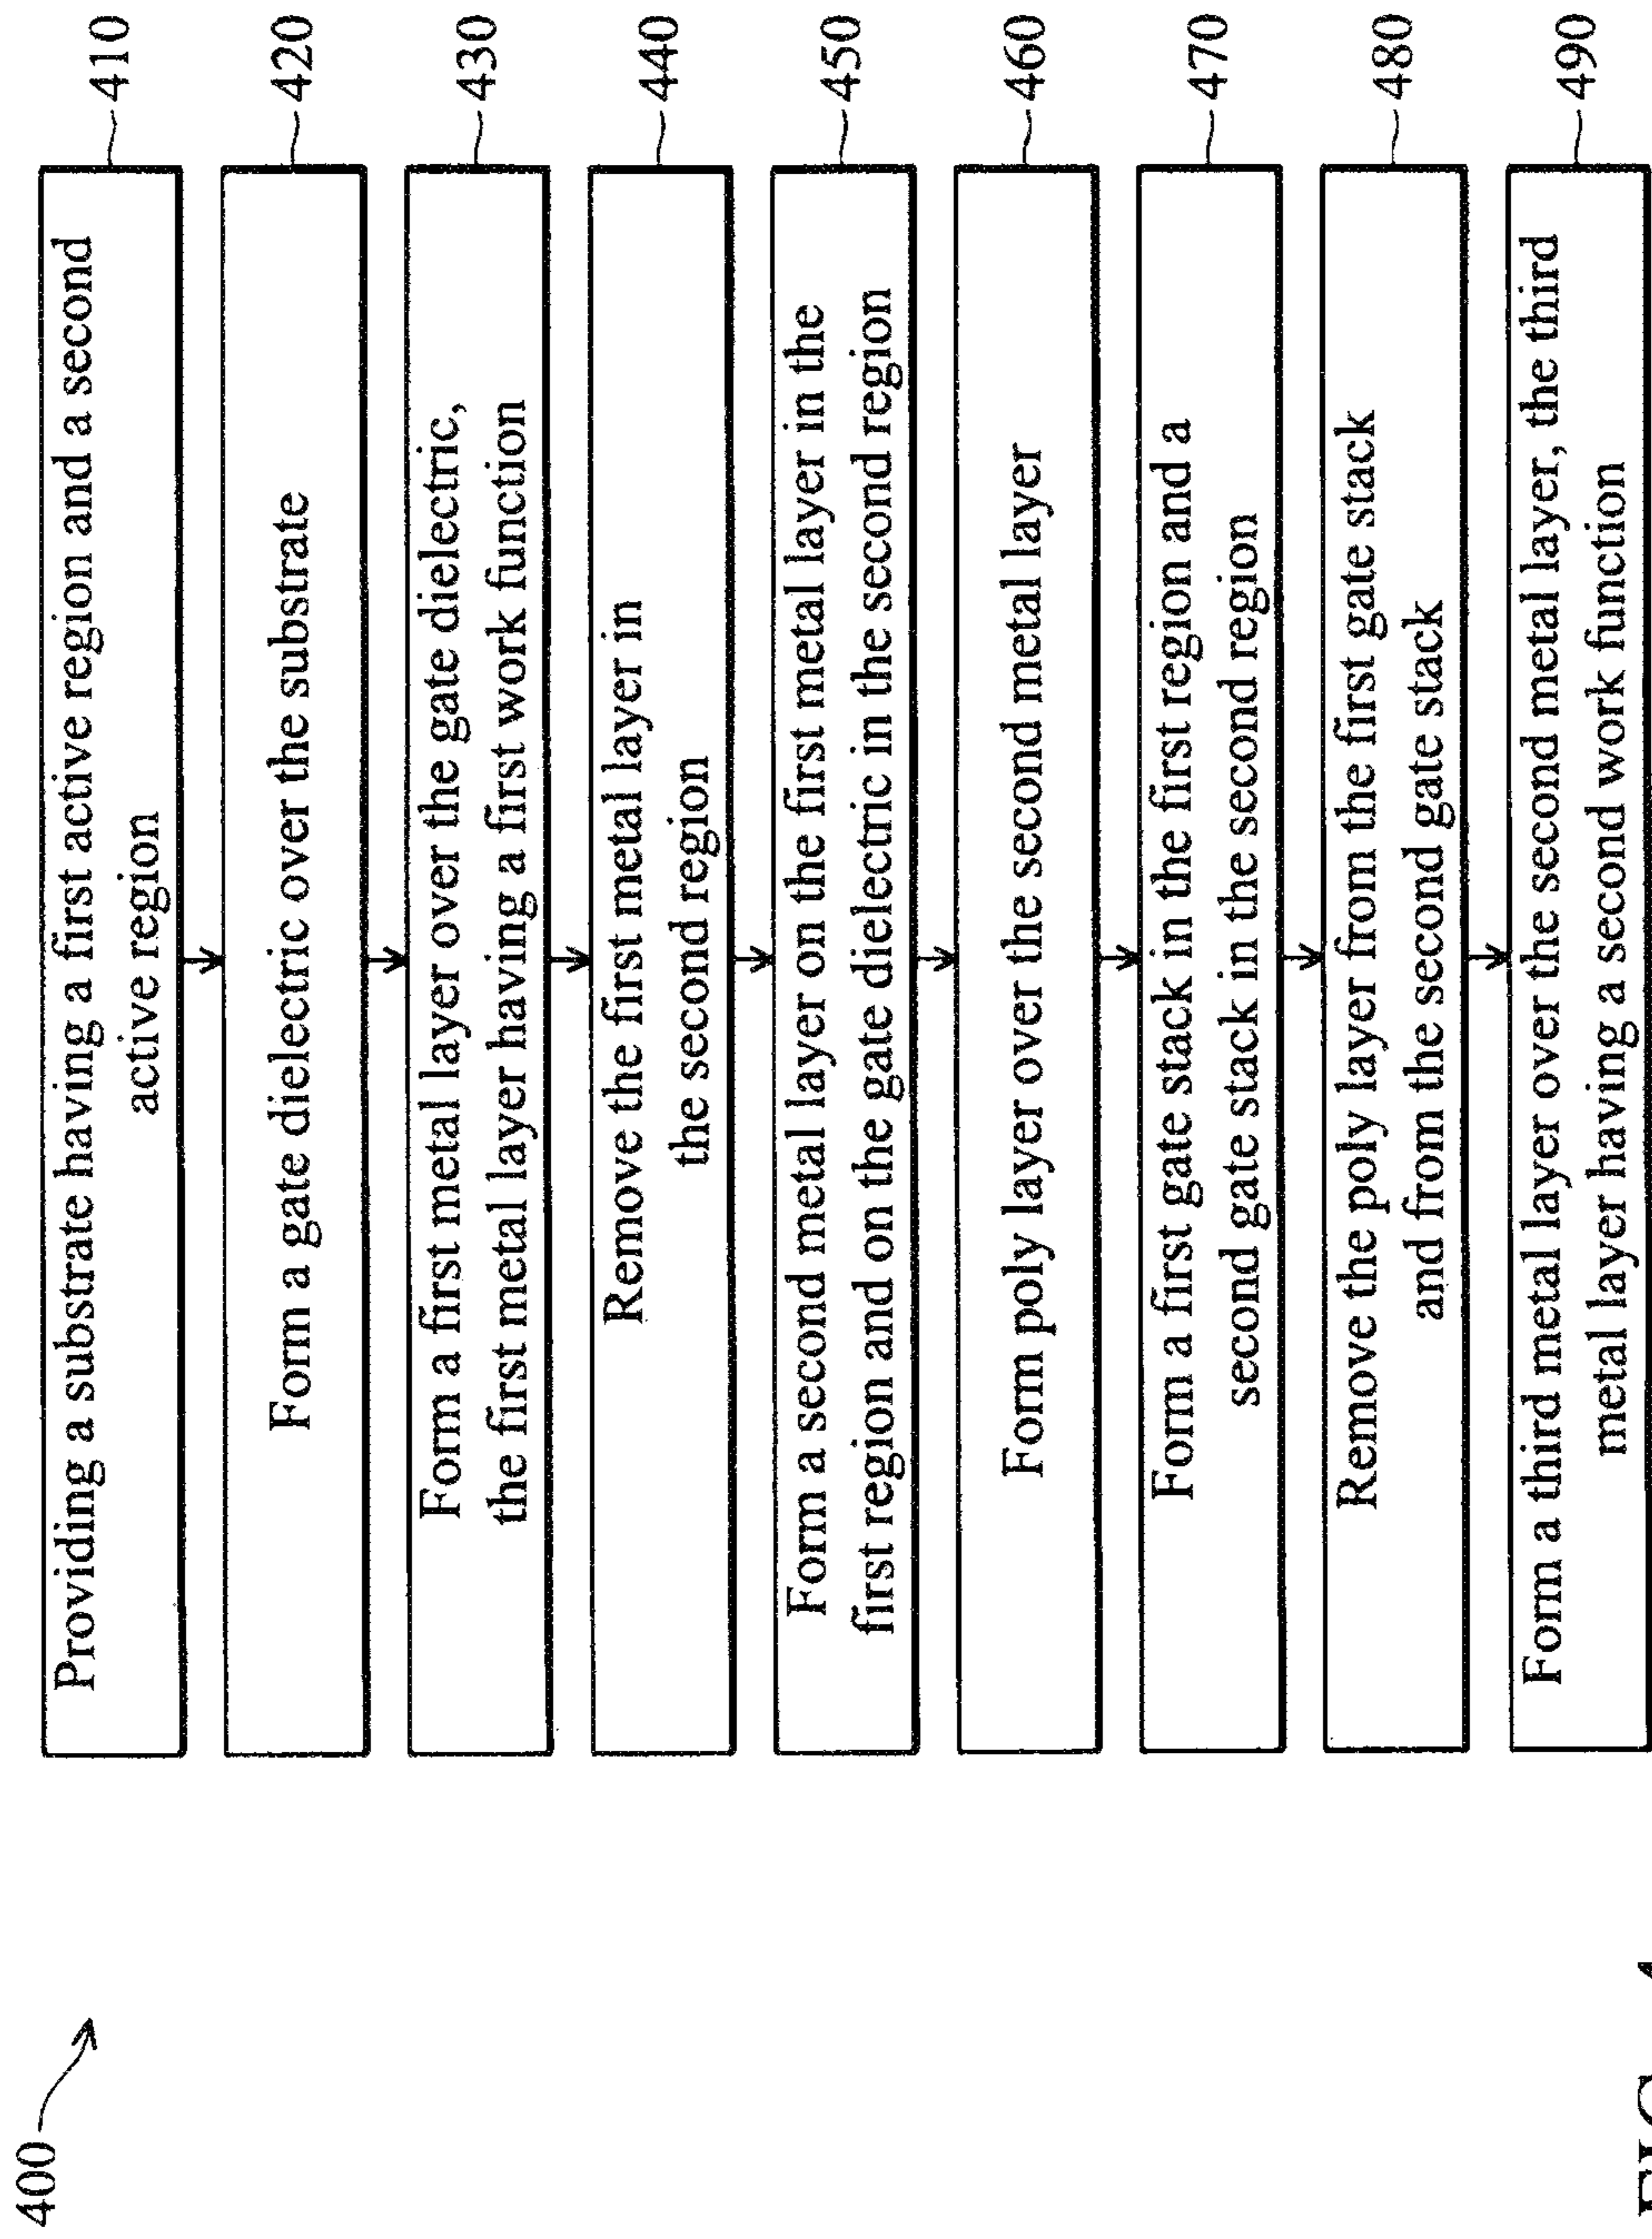 400
Providing a substrate having a first active region and a second
active region
410
Form a gate dielectric over the substrate
420
Form a first metal layer over the gate dielectric,
the first metal layer having a first work function
430
Remove the first metal layer in
the second region
440
Form a second metal layer on the first metal layer in the
first region and on the gate dielectric in the second region
450
Form poly layer over the second metal layer
460
Form a first gate stack in the first region and a
second gate stack in the second region
470
Remove the poly layer from the first gate stack
and from the second gate stack
480
Form a third metal layer over the second metal layer, the third
metal layer having a second work function
490